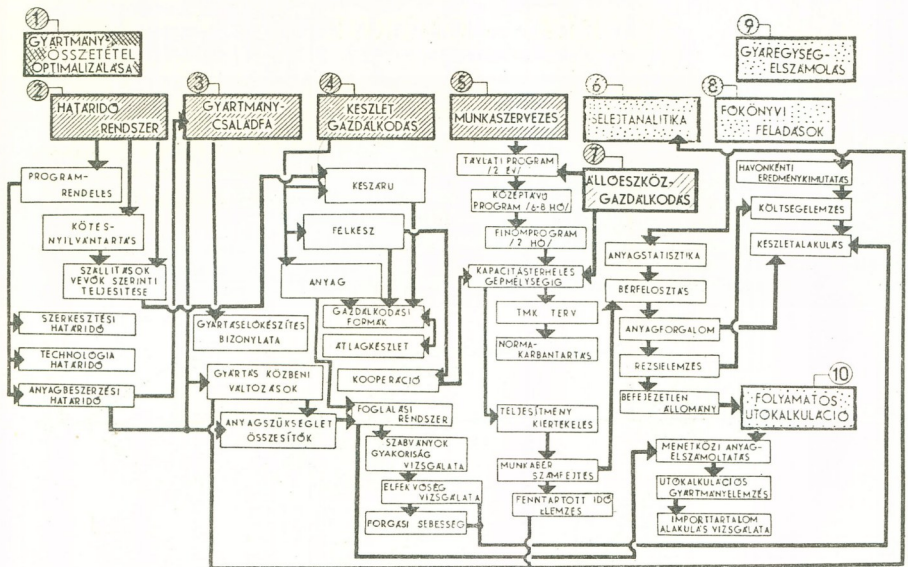 1
GYÁRTMÁNY-
ÖSSZETÉTEL
OPTIMALIZÁLÁSA
2
HATÁRIDŐ
RENDSZER
3
GYÁRTMÁNY-
CSALÁDFA
4
KÉSZLET
GAZDÁLKODÁS
5
MUNKASZERVEZÉS
6
SELEJTANALITIKA
7
ÁLLÓESZKÖZ-
GAZDÁLKODÁS
8
FŐKÖNYVI
FELADÁSOK
9
GYÁREGYSÉG-
ELSZÁMOLÁS
PROGRAM-
RENDELÉS
KÖTÉS-
NYILVÁNTARTÁS
SZÁLLÍTÁSOK
VEVŐK SZERINTI
TELJESÍTÉSE
SZERKESZTÉSI
HATÁRIDŐ
TECHNOLÓGIA
HATÁRIDŐ
ANYAGBESZERZÉSI
HATÁRIDŐ
GYÁRTÁSELŐKÉSZÍTÉS
BIZONYLATA
GYÁRTÁS KÖZBENI
VÁLTOZÁSOK
ANYAGSZÜKSÉGLET
ÖSSZESÍTŐK
KÉSZÁRU
FÉLKÉSZ
ANYAG
GAZDÁLKODÁSI
FORMÁK
ÁTLAGKÉSZLET
KOOPERÁCIÓ
FOGLALÁSI
RENDSZER
SZABVÁNYOK
GYAKORISÁG
VIZSGÁLATA
ELFEKVŐSÉG
VIZSGÁLATA
FORGÁSI SEBESSÉG
TÁVLATI PROGRAM
/2 ÉV/
KÖZÉPTÁVÚ
PROGRAM /6-8 HÓ/
FINOMPROGRAM
/2 HÓ/
KAPACITÁSTERHELÉS
GÉPMÉLYSÉGIG
TMK TERV
NORMA-
KARBANTARTÁS
TELJESÍTMÉNY
KIÉRTÉKELÉS
MUNKABÉR
SZÁMFEJTÉS
FENNTARTOTT IDŐ
ELEMZÉS
ANYAGSTATISZTIKA
BÉRFELOSZTÁS
ANYAGFORGALOM
REZSIELEMZÉS
BEFEJEZETLEN
ÁLLOMÁNY
HAVONKÉNTI
EREDMÉNYKIMUTATÁS
KÖLTSÉGELEMZÉS
KÉSZLETALAKULÁS
10
FOLYAMATOS
UTÓKALKULÁCIÓ
MENETKÖZI ANYAG-
ELSZÁMOLTATÁS
UTÓKALKULÁCIÓS
GYÁRTMÁNYELEMZÉS
IMPORTTARTALOM
ALAKULÁS VIZSGÁLATA